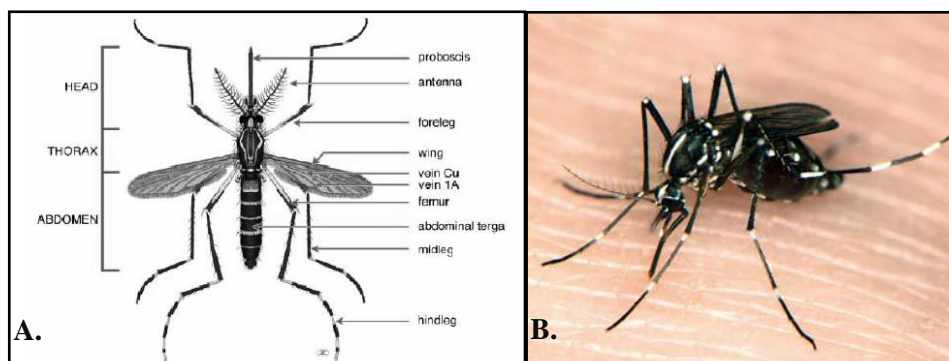 HEAD
THORAX
ABDOMEN
proboscis
antenna
foreleg
wing
vein Cu
vein 1A
femur
abdominal terga
midleg
hindleg
A.
B.